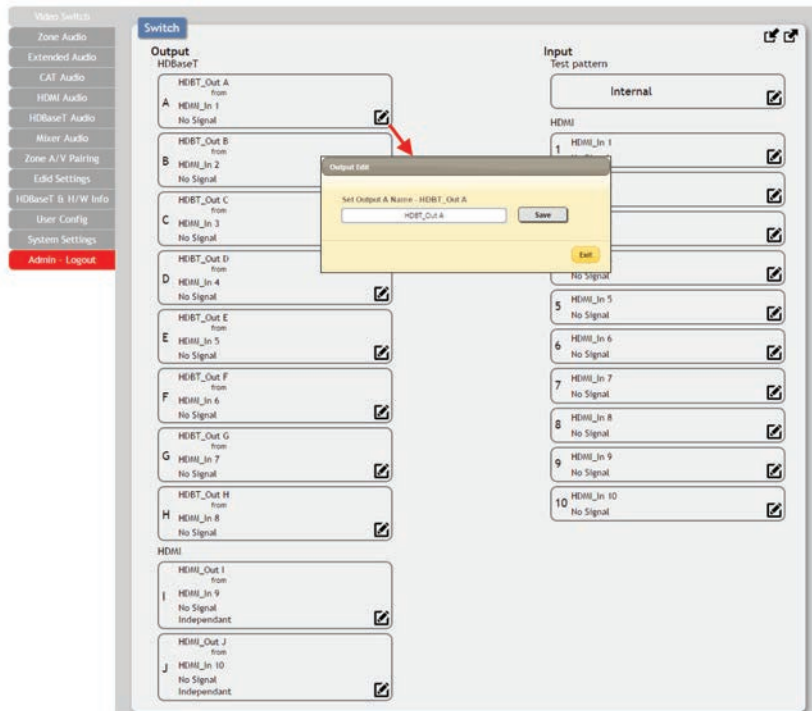 Video Switch
Zone Audio
Extended Audio
CAT Audio
HDMI Audio
HDBaseT Audio
Mixer Audio
Zone A/V Pairing
Edid Settings
HDBaseT & H/W Info
User Config
System Settings
Admin - Logout
Switch
Output
HDBaseT
A
HDBT_Out A
from
HDMI_In 1
No Signal
B
HDBT_Out B
from
HDMI_In 2
No Signal
C
HDBT_Out C
from
HDMI_In 3
No Signal
D
HDBT_Out D
from
HDMI_In 4
No Signal
E
HDBT_Out E
from
HDMI_In 5
No Signal
F
HDBT_Out F
from
HDMI_In 6
No Signal
G
HDBT_Out G
from
HDMI_In 7
No Signal
H
HDBT_Out H
from
HDMI_In 8
No Signal
HDMI
I
HDMI_Out I
from
HDMI_In 9
No Signal
Independant
J
HDMI_Out J
from
HDMI_In 10
No Signal
Independant
Output Edit
Set Output A Name - HDBT_Out A
HDBT_Out A
Save
Exit
Input
Test pattern
Internal
HDMI
1
HDMI_In 1
No Signal
5
HDMI_In 5
No Signal
6
HDMI_In 6
No Signal
7
HDMI_In 7
No Signal
8
HDMI_In 8
No Signal
9
HDMI_In 9
No Signal
10
HDMI_In 10
No Signal